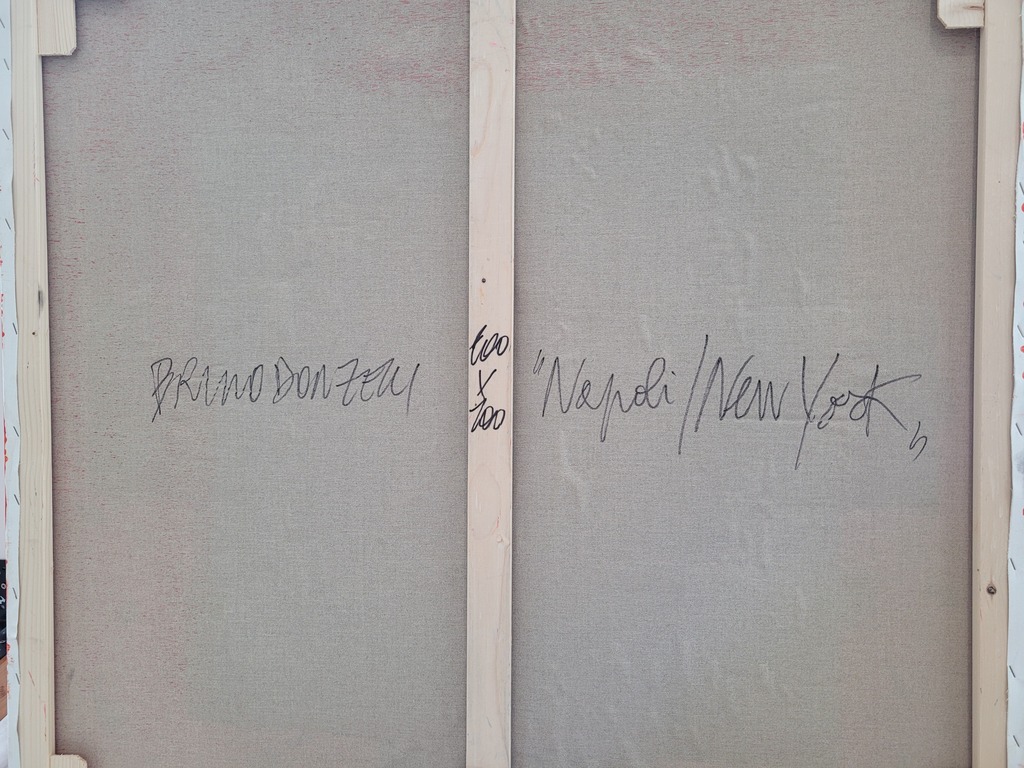 BRUNO DONZELLI
100
X
100
"Napoli/New York"